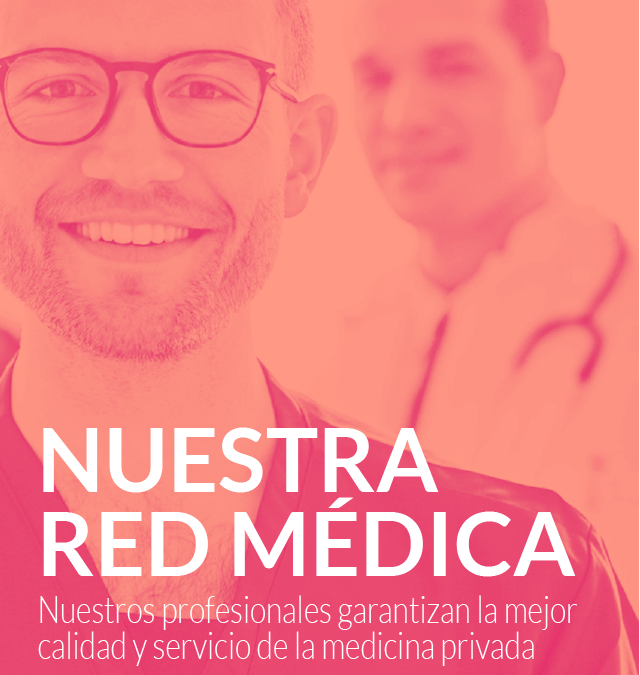 NUESTRA
RED MÉDICA
Nuestros profesionales garantizan la mejor
calidad y servicio de la medicina privada